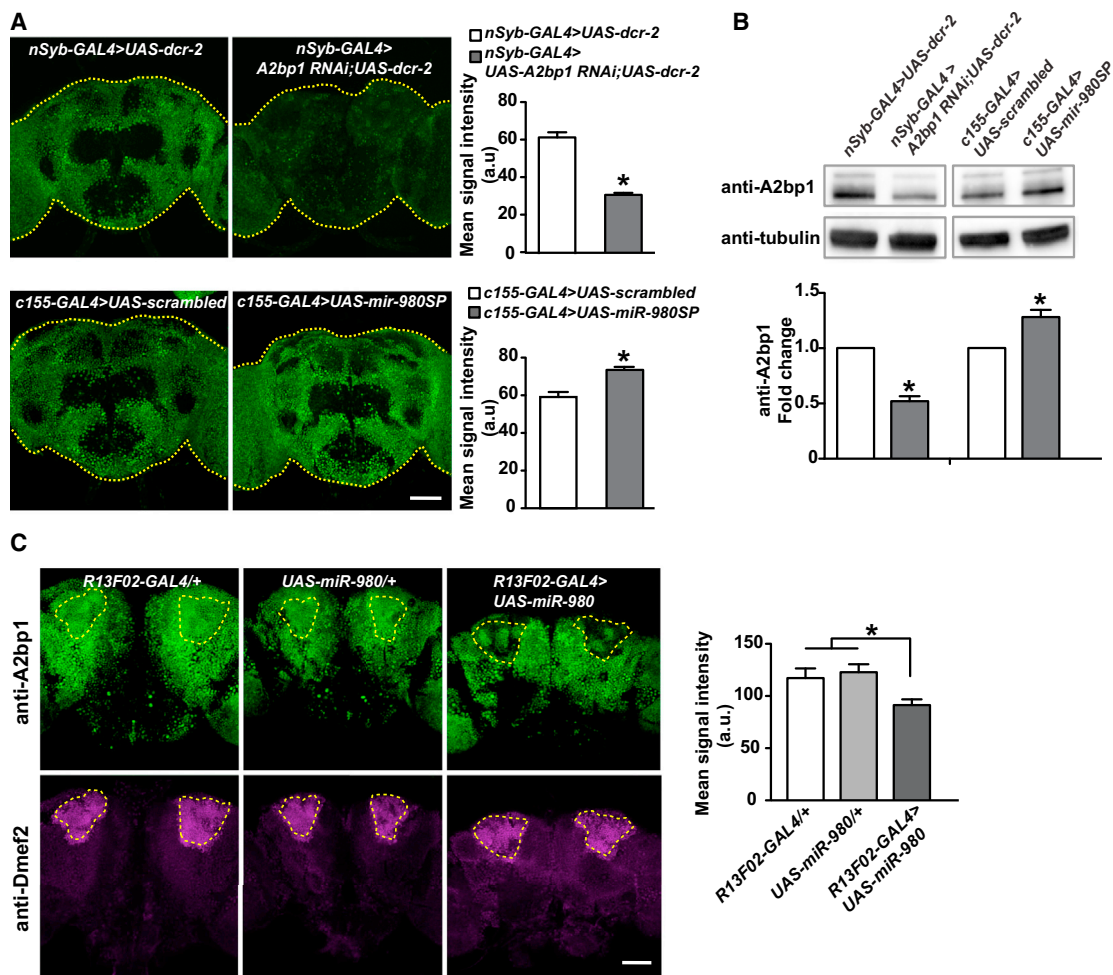 A
nSyb-GAL4>UAS-dcr-2
nSyb-GAL4>
A2bp1 RNAi;UAS-dcr-2
nSyb-GAL4>UAS-dcr-2
nSyb-GAL4>
UAS-A2bp1 RNAi;UAS-dcr-2
Mean signal intensity
(a.u)
80
60
40
20
0
*
c155-GAL4>UAS-scrambled
c155-GAL4>UAS-mir-980SP
c155-GAL4>UAS-scrambled
c155-GAL4>UAS-miR-980SP
Mean signal intensity
(a.u)
80
60
40
20
0
*
B
nSyb-GAL4>UAS-dcr-2
nSyb-GAL4 >
A2bp1 RNAi;UAS-dcr-2
c155-GAL4>
UAS-scrambled
c155-GAL4>
UAS-mir-980SP
anti-A2bp1
anti-tubulin
anti-A2bp1
Fold change
1.5
1.0
0.5
0
*
*
C
R13F02-GAL4/+
UAS-miR-980/+
R13F02-GAL4>
UAS-miR-980
anti-A2bp1
anti-Dmef2
Mean signal intensity
(a.u.)
150
100
50
0
*
R13F02-GAL4/+
UAS-miR-980/+
R13F02-GAL4>
UAS-miR-980